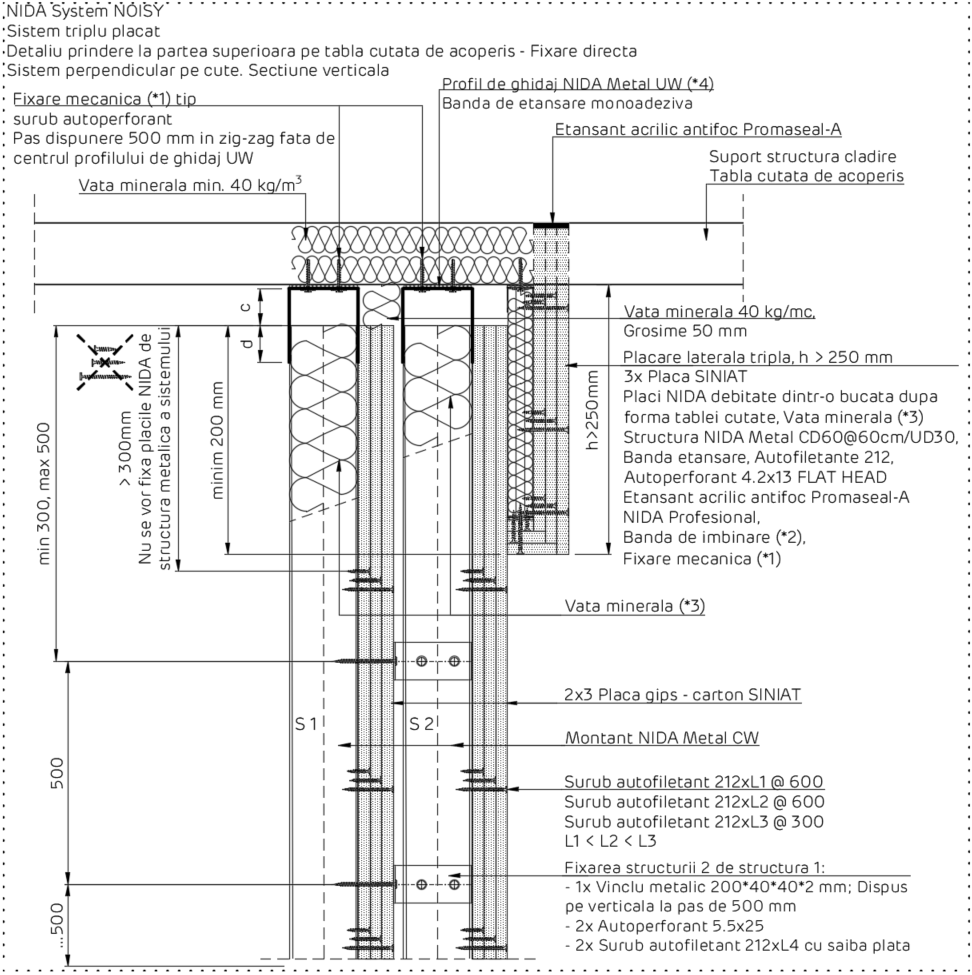 NIDA System NOISY
Sistem triplu placat
Detaliu prindere la partea superioara pe tabla cutata de acoperis - Fixare directa
Sistem perpendicular pe cute. Sectiune verticala
Fixare mecanica (*1) tip
surub autoperforant
Pas dispunere 500 mm in zig-zag fata de
centrul profilului de ghidaj UW
Vata minerala min. 40 kg/m³
Profil de ghidaj NIDA Metal UW (*4)
Banda de etansare monoadeziva
Etansant acrilic antifoc Promaseal-A
Suport structura cladire
Tabla cutata de acoperis
c
d
min 300, max 500
> 300mm
Nu se vor fixa placile NIDA de
structura metalica a sistemului
minim 200 mm
h>250mm
Vata minerala 40 kg/mc,
Grosime 50 mm
Placare laterala tripla, h > 250 mm
3x Placa SINIAT
Placi NIDA debitate dintr-o bucata dupa
forma tablei cutate, Vata minerala (*3)
Structura NIDA Metal CD60@60cm/UD30,
Banda etansare, Autofiletante 212,
Autoperforant 4.2x13 FLAT HEAD
Etansant acrilic antifoc Promaseal-A
NIDA Profesional,
Banda de imbinare (*2),
Fixare mecanica (*1)
Vata minerala (*3)
2x3 Placa gips - carton SINIAT
S 1
S 2
Montant NIDA Metal CW
500
Surub autofiletant 212xL1 @ 600
Surub autofiletant 212xL2 @ 600
Surub autofiletant 212xL3 @ 300
L1 < L2 < L3
Fixarea structurii 2 de structura 1:
- 1x Vinclu metalic 200*40*40*2 mm; Dispus
pe verticala la pas de 500 mm
- 2x Autoperforant 5.5x25
- 2x Surub autofiletant 212xL4 cu saiba plata
...500